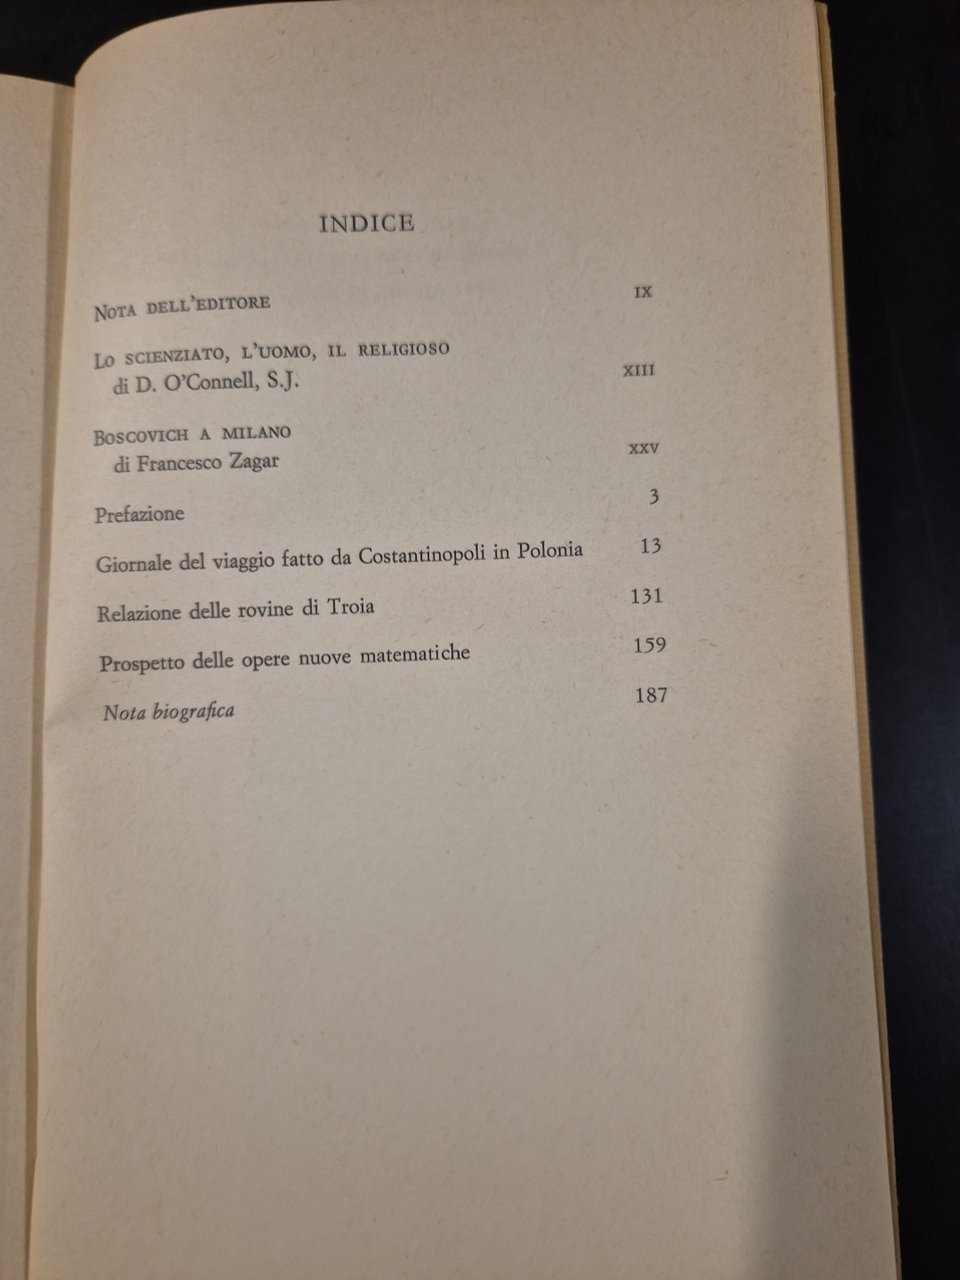 INDICE
Nota dell'editore IX
Lo scienziato, l'uomo, il religioso
di D. O'Connell, S.J. XIII
Boscovich a Milano
di Francesco Zagar XXV
Prefazione 3
Giornale del viaggio fatto da Costantinopoli in Polonia 13
Relazione delle rovine di Troia 131
Prospetto delle opere nuove matematiche 159
Nota biografica 187